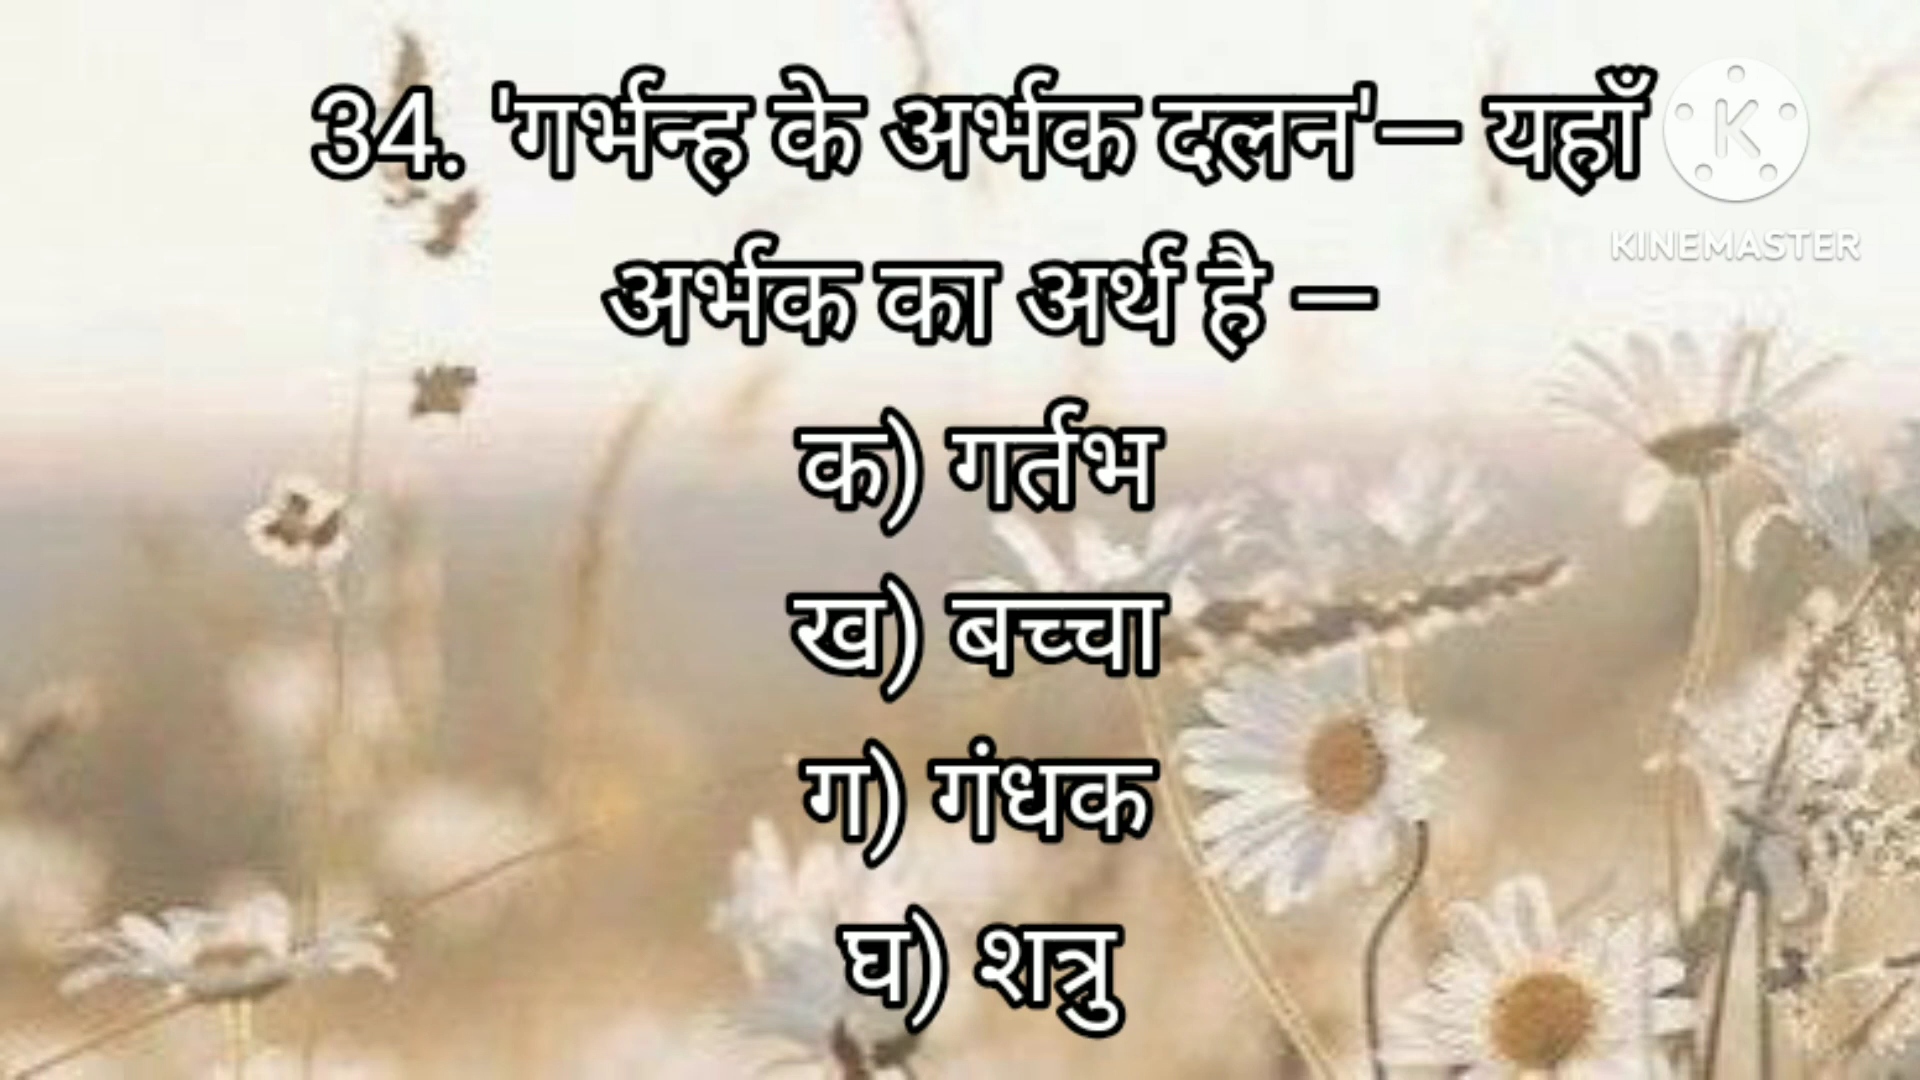 34. 'गर्भन्ह के अर्भक दलन'— यहाँ
KINEMASTER
अर्भक का अर्थ है —
क) गर्तभ
ख) बच्चा
ग) गंधक
घ) शत्रु